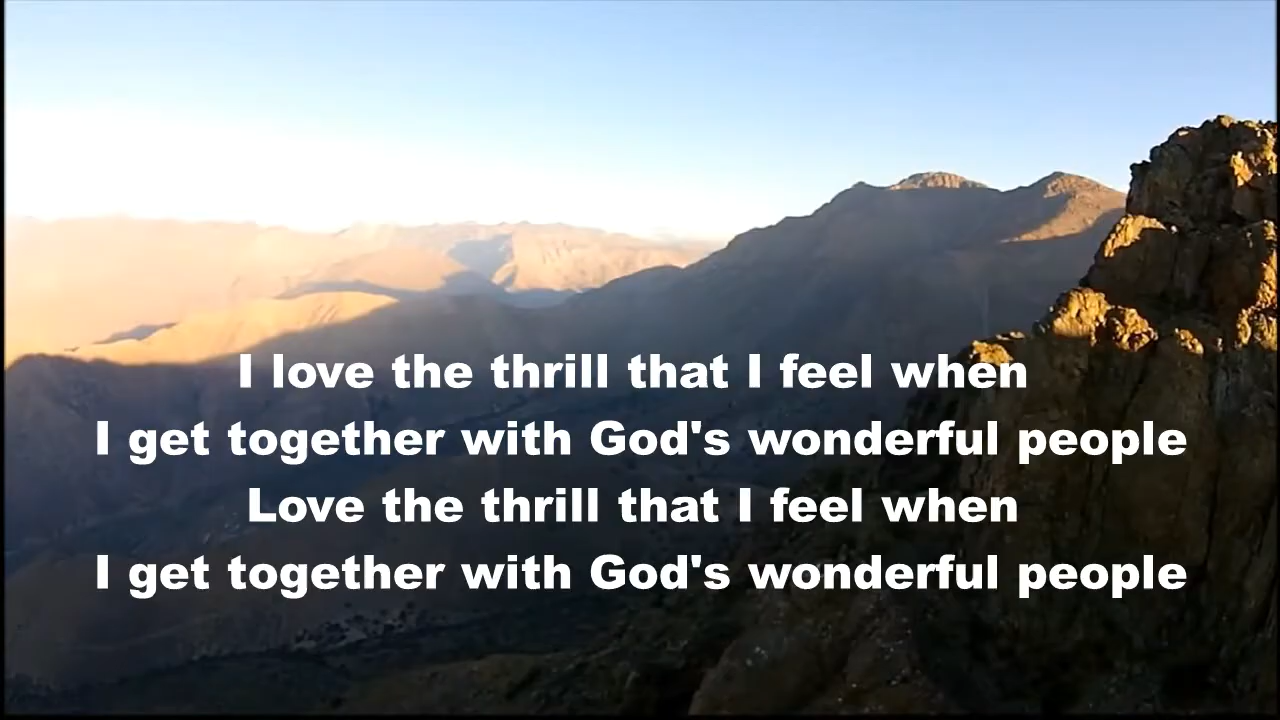 I love the thrill that I feel when
I get together with God's wonderful people
Love the thrill that I feel when
I get together with God's wonderful people